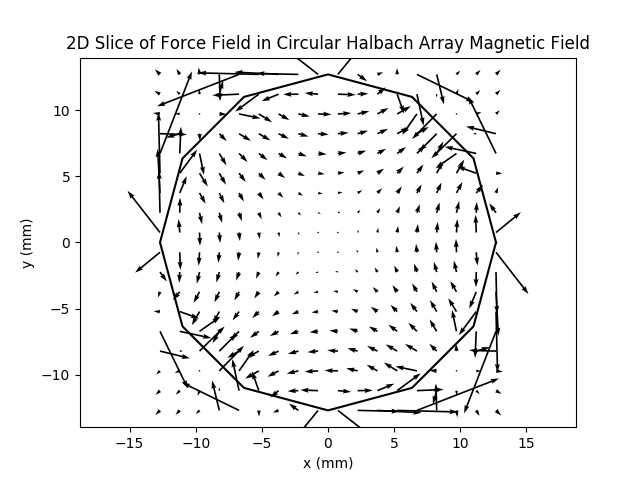 2D Slice of Force Field in Circular Halbach Array Magnetic Field
10
5
0
−5
−10
y (mm)
−15 −10 −5 0 5 10 15
x (mm)